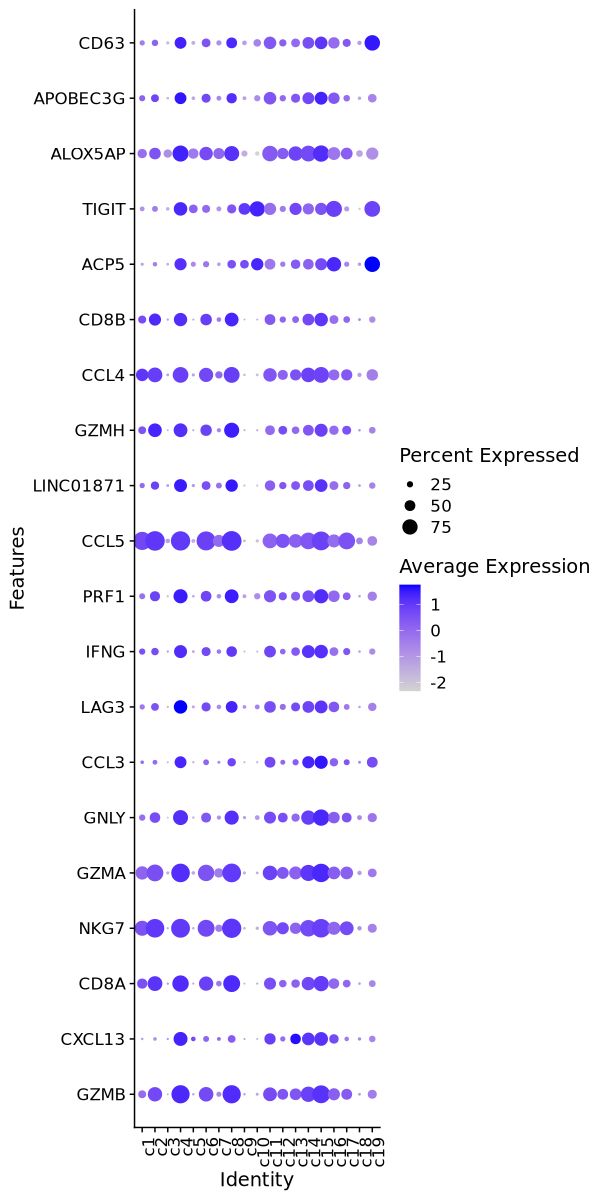 CD63
APOBEC3G
ALOX5AP
TIGIT
ACP5
CD8B
CCL4
GZMH
LINC01871
CCL5
PRF1
IFNG
LAG3
CCL3
GNLY
GZMA
NKG7
CD8A
CXCL13
GZMB
Features
c1 c2 c3 c4 c5 c6 c7 c8 c9 c10 c11 c12 c13 c14 c15 c16 c17 c18 c19
Identity
Percent Expressed
25
50
75
Average Expression
1
0
-1
-2